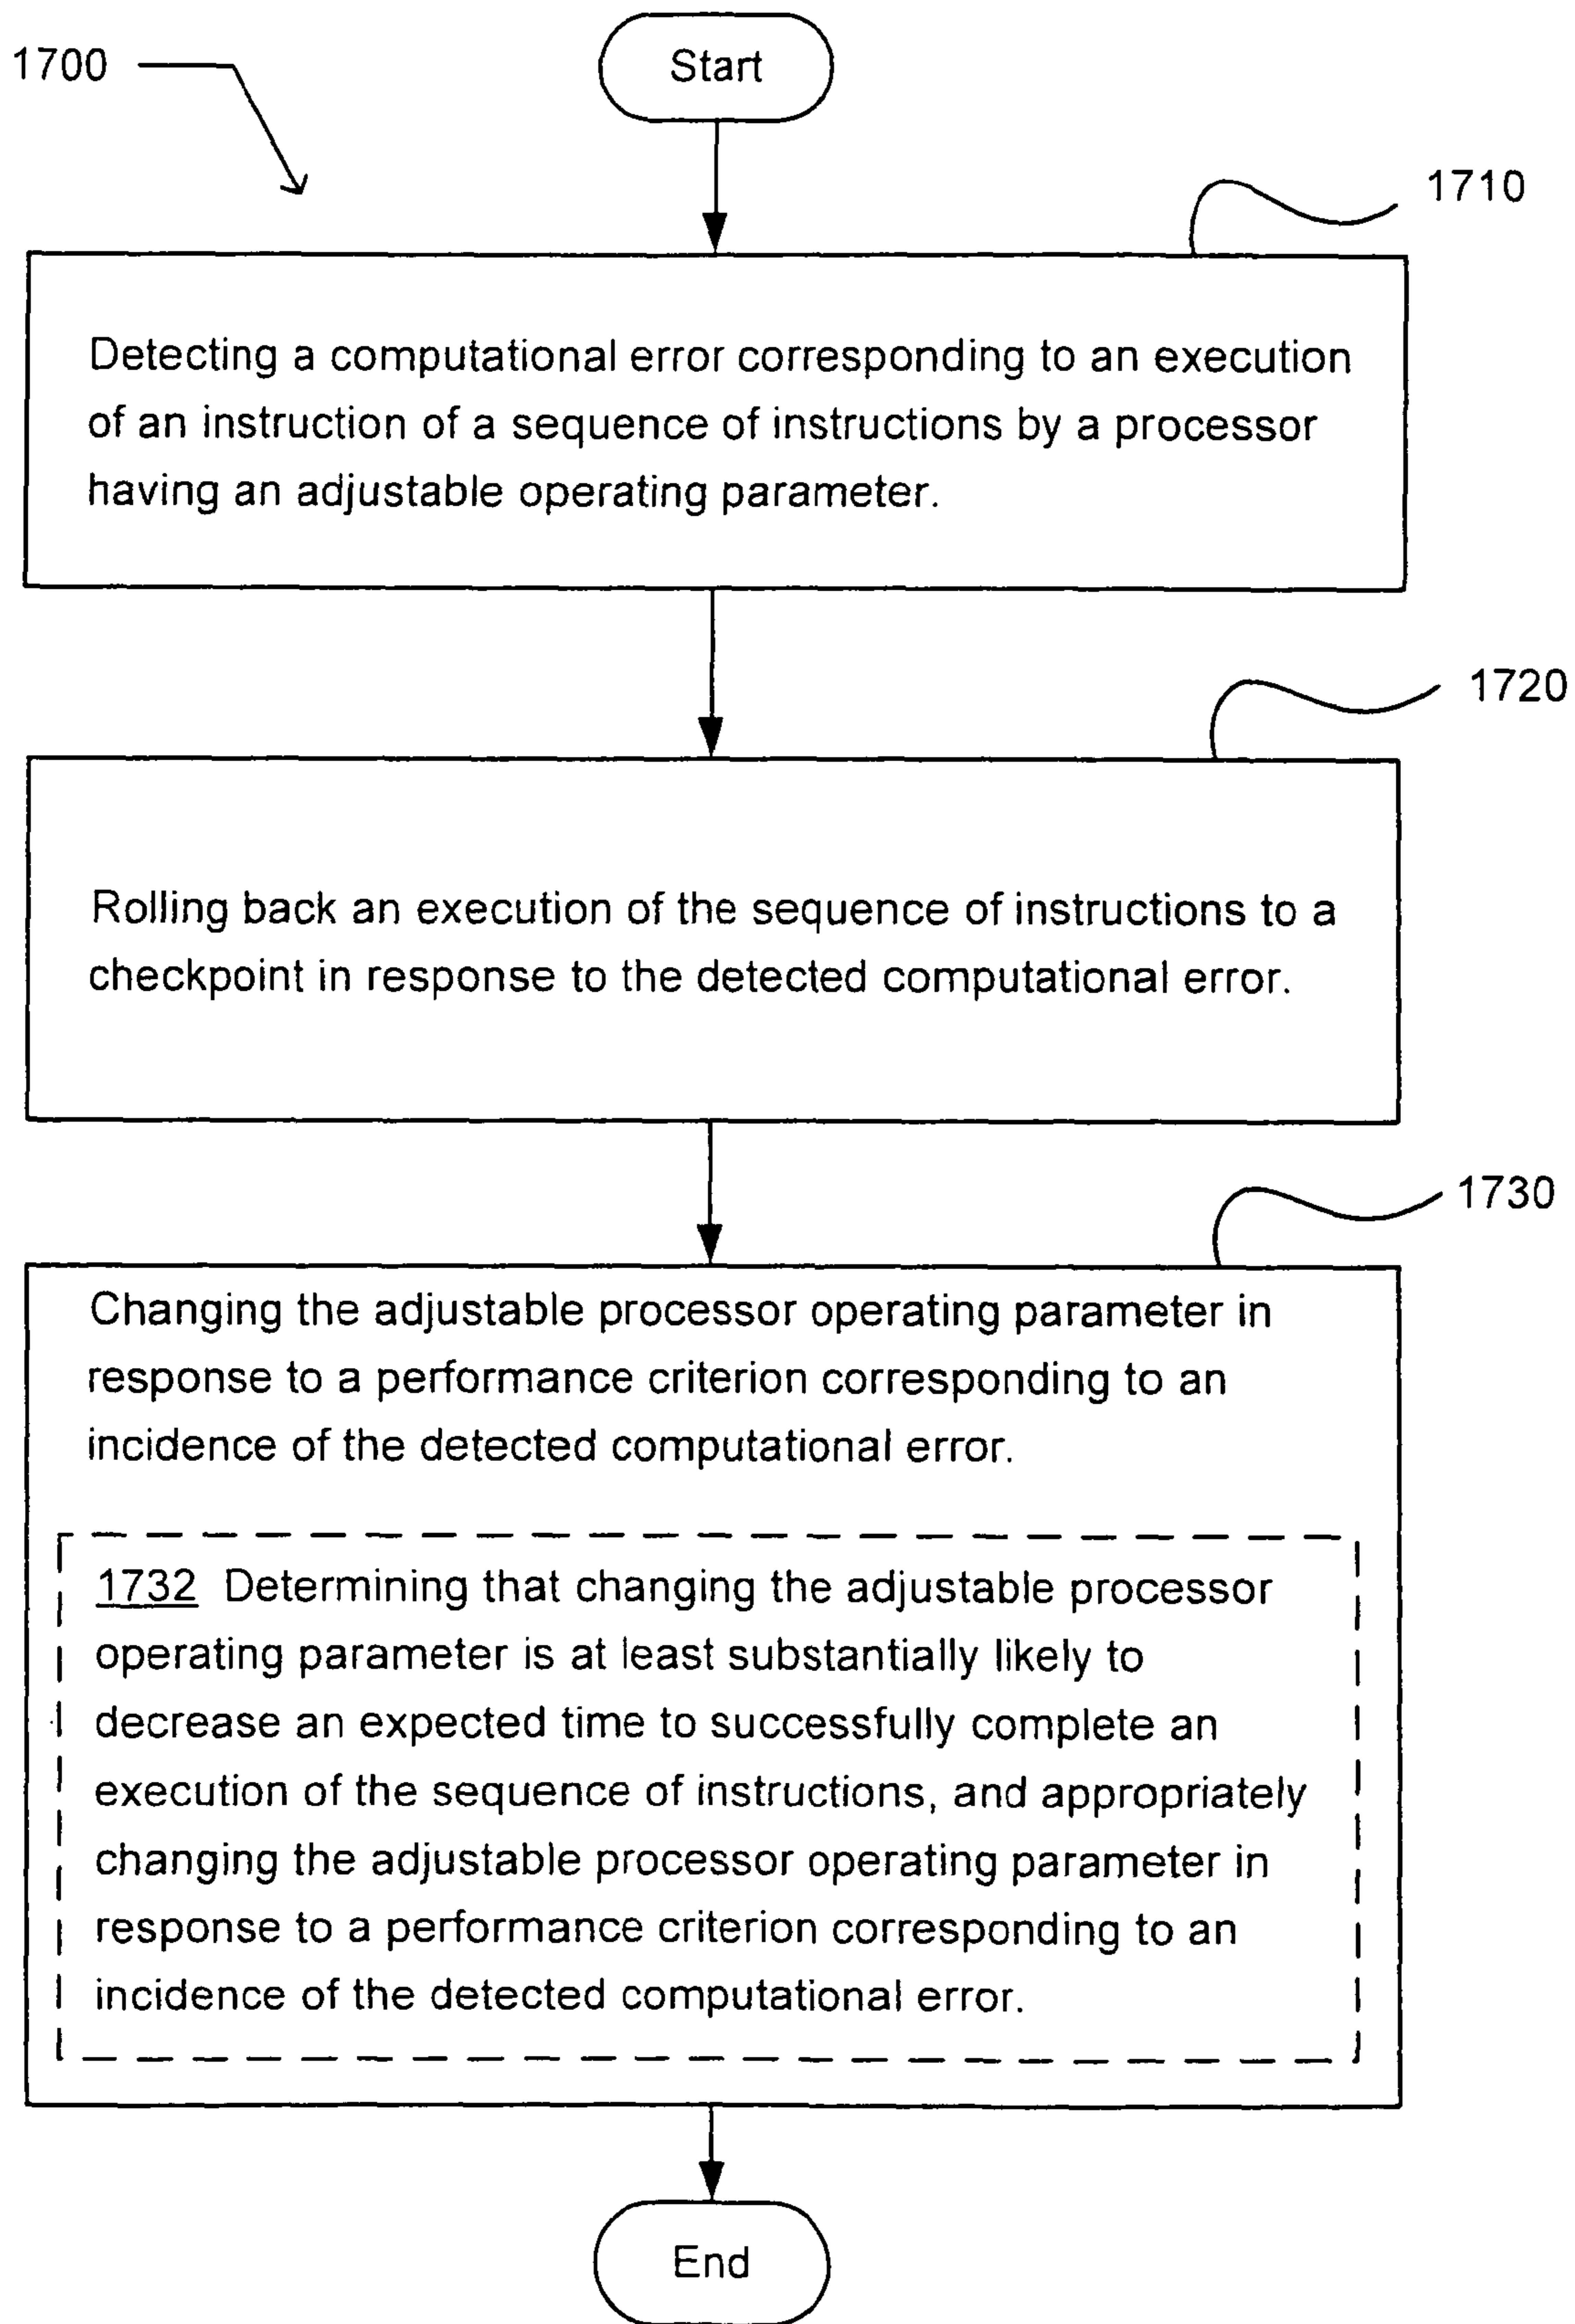 1700
Start
1710
Detecting a computational error corresponding to an execution
of an instruction of a sequence of instructions by a processor
having an adjustable operating parameter.
1720
Rolling back an execution of the sequence of instructions to a
checkpoint in response to the detected computational error.
1730
Changing the adjustable processor operating parameter in
response to a performance criterion corresponding to an
incidence of the detected computational error.
1732 Determining that changing the adjustable processor
operating parameter is at least substantially likely to
decrease an expected time to successfully complete an
execution of the sequence of instructions, and appropriately
changing the adjustable processor operating parameter in
response to a performance criterion corresponding to an
incidence of the detected computational error.
End